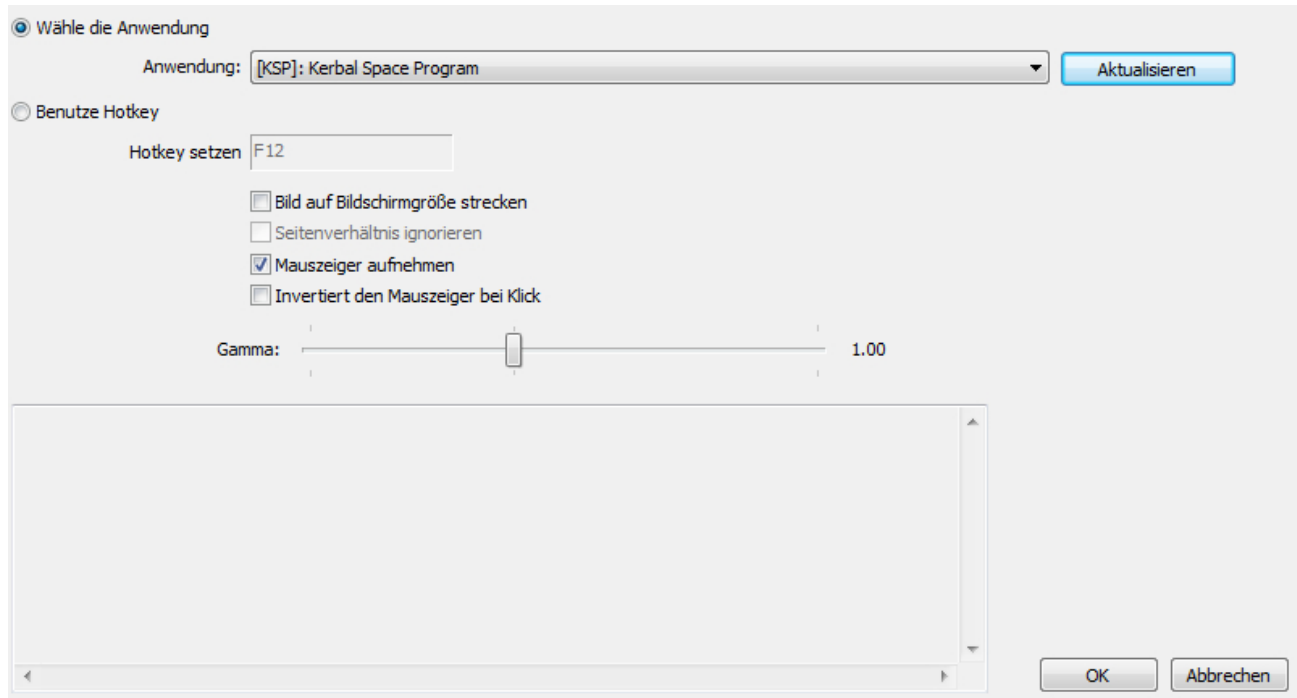 Wähle die Anwendung
Anwendung: [KSP]: Kerbal Space Program Aktualisieren
Benutze Hotkey
Hotkey setzen F12
Bild auf Bildschirmgröße strecken
Seitenverhältnis ignorieren
Mauszeiger aufnehmen
Invertiert den Mauszeiger bei Klick
Gamma: 1.00
OK Abbrechen